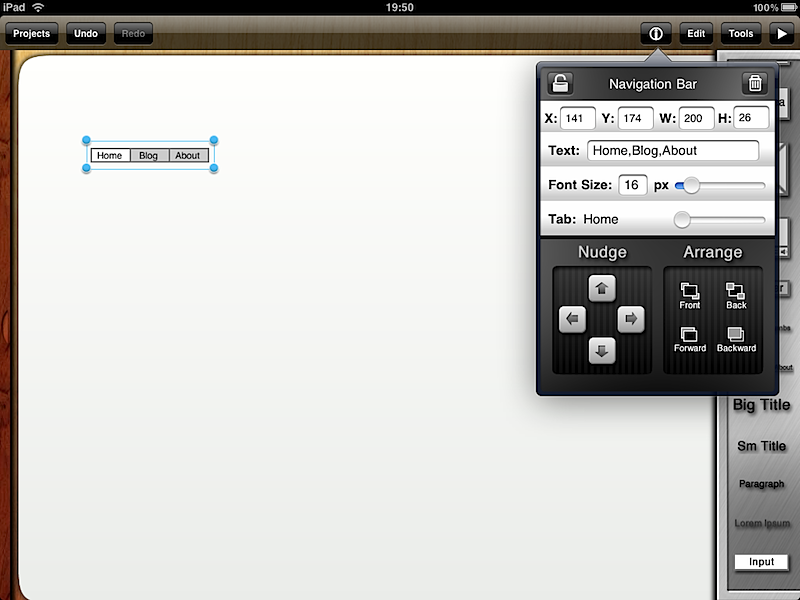 iPad 19:50 100%
Projects Undo Redo Edit Tools
Navigation Bar
X: 141 Y: 174 W: 200 H: 26
Text: Home,Blog,About
Font Size: 16 px
Tab: Home
Nudge Arrange
Front Back
Forward Backward
Home Blog About
Big Title
Sm Title
Paragraph
Lorem Ipsum
Input